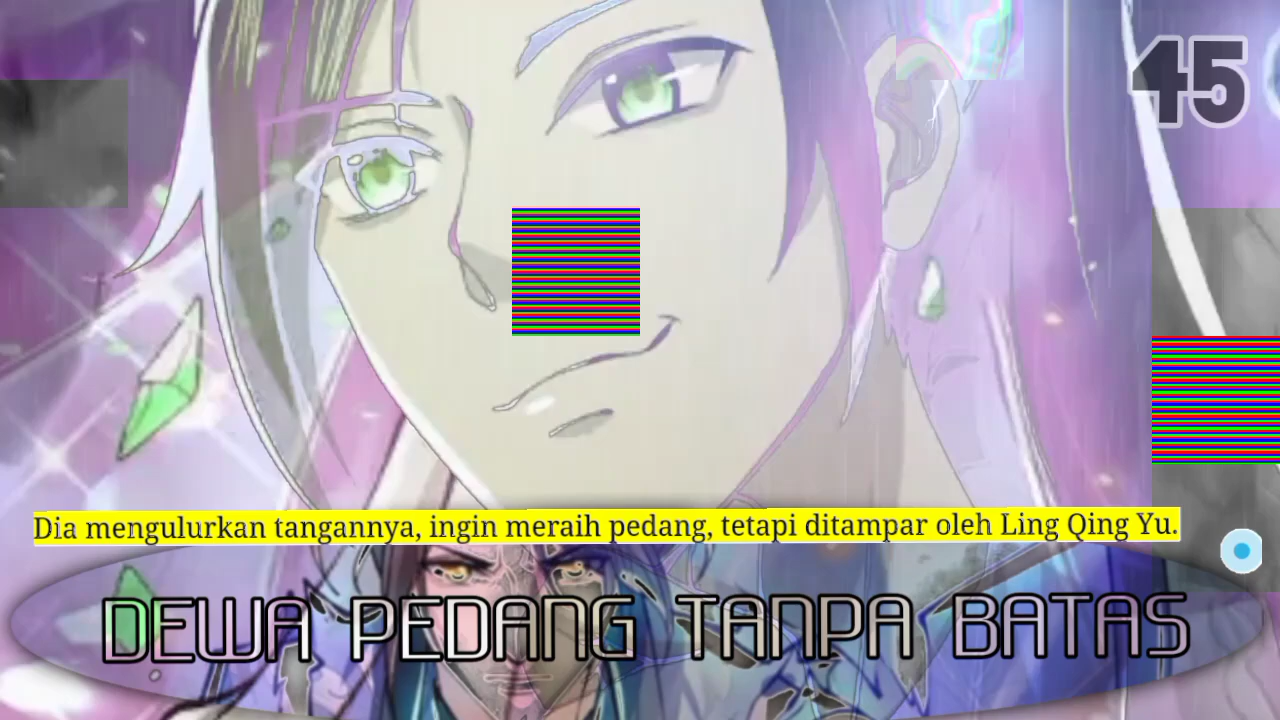 45
Dia mengulurkan tangannya, ingin meraih pedang, tetapi ditampar oleh Ling Qing Yu.
DEWA PEDANG TANPA BATAS